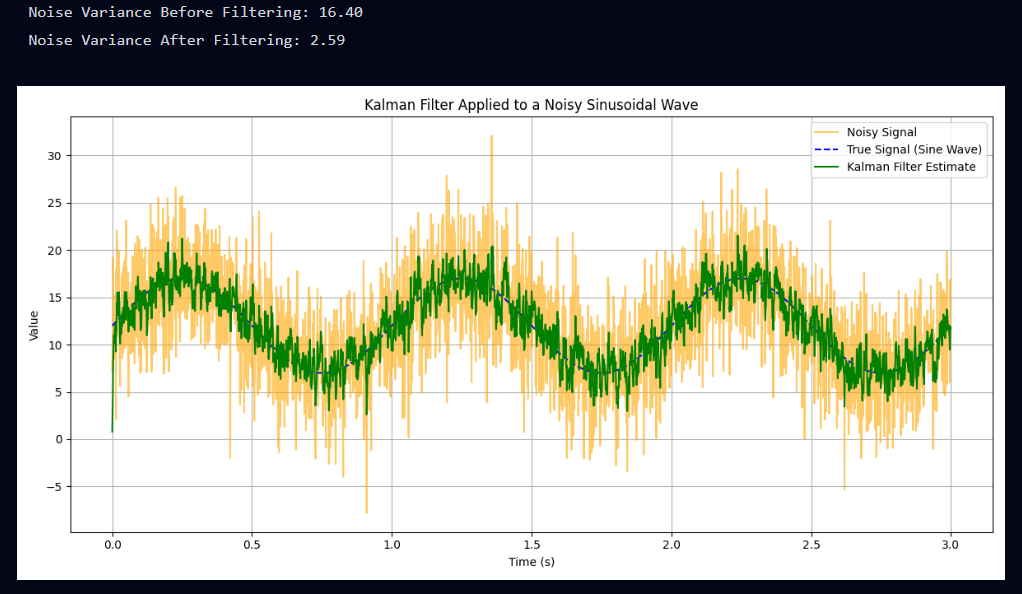 Noise Variance Before Filtering: 16.40
Noise Variance After Filtering: 2.59
Kalman Filter Applied to a Noisy Sinusoidal Wave
Noisy Signal
True Signal (Sine Wave)
Kalman Filter Estimate
Value
30
25
20
15
10
5
0
−5
0.0 0.5 1.0 1.5 2.0 2.5 3.0
Time (s)